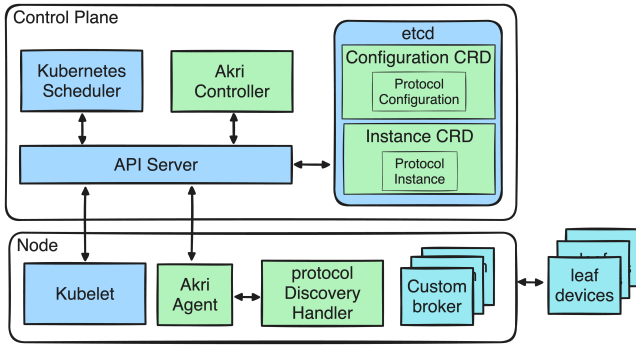 Control Plane
Kubernetes
Scheduler
Akri
Controller
etcd
Configuration CRD
Protocol
Configuration
Instance CRD
Protocol
Instance
API Server
Node
Kubelet
Akri
Agent
protocol
Discovery
Handler
Custom
broker
leaf
devices